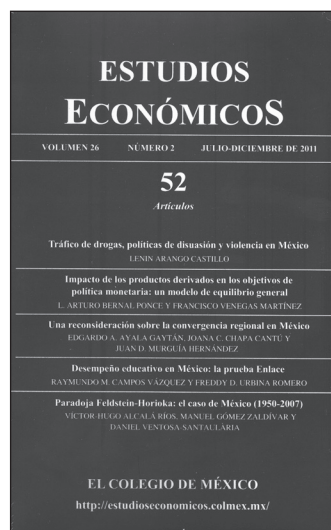 ESTUDIOS
ECONÓMICOS
VOLUMEN 26 NÚMERO 2 JULIO-DICIEMBRE DE 2011
52
Artículos
Tráfico de drogas, políticas de disuasión y violencia en México
LENIN ARANGO CASTILLO
Impacto de los productos derivados en los objetivos de
política monetaria: un modelo de equilibrio general
L. ARTURO BERNAL PONCE Y FRANCISCO VENEGAS MARTÍNEZ
Una reconsideración sobre la convergencia regional en México
EDGARDO A. AYALA GAYTÁN, JOANA C. CHAPA CANTÚ Y
JUAN D. MURGUÍA HERNÁNDEZ
Desempeño educativo en México: la prueba Enlace
RAYMUNDO M. CAMPOS VÁZQUEZ Y FREDDY D. URBINA ROMERO
Paradoja Feldstein-Horioka: el caso de México (1950-2007)
VÍCTOR-HUGO ALCALÁ RÍOS, MANUEL GÓMEZ ZALDÍVAR Y
DANIEL VENTOSA-SANTAULÀRIA
EL COLEGIO DE MÉXICO
http://estudioseconomicos.colmex.mx/